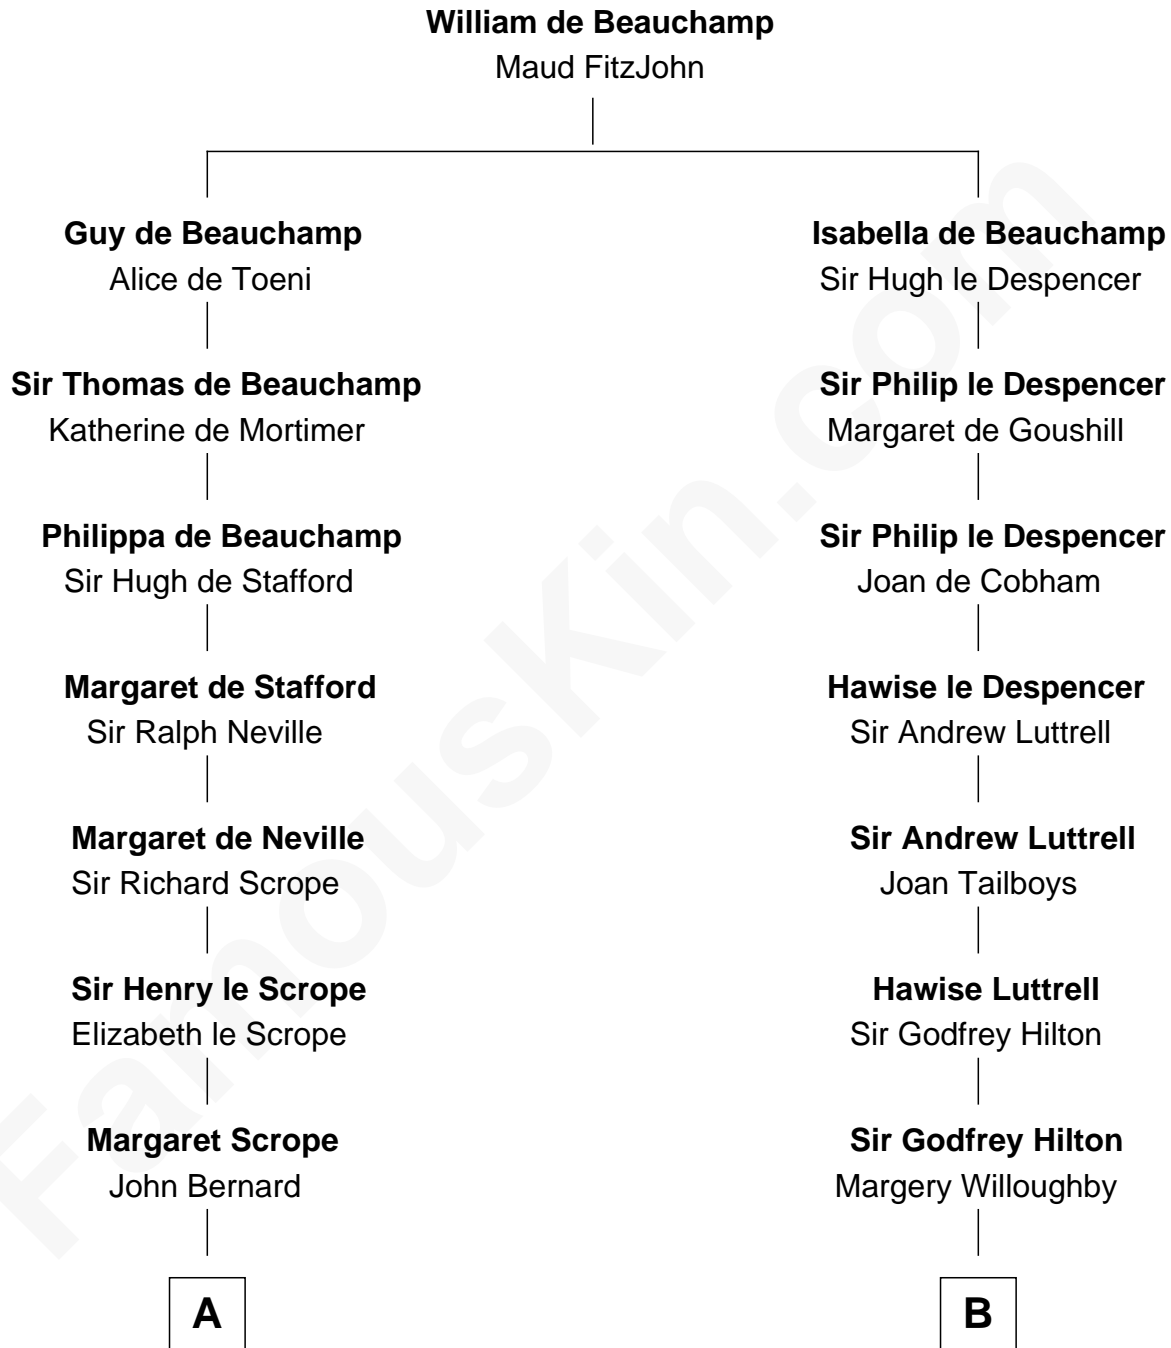 William de Beauchamp
Maud FitzJohn
Guy de Beauchamp
Alice de Toeni
Isabella de Beauchamp
Sir Hugh le Despencer
Sir Thomas de Beauchamp
Katherine de Mortimer
Sir Philip le Despencer
Margaret de Goushill
Philippa de Beauchamp
Sir Hugh de Stafford
Sir Philip le Despencer
Joan de Cobham
Margaret de Stafford
Sir Ralph Neville
Hawise le Despencer
Sir Andrew Luttrell
Margaret de Neville
Sir Richard Scrope
Sir Andrew Luttrell
Joan Tailboys
Sir Henry le Scrope
Elizabeth le Scrope
Hawise Luttrell
Sir Godfrey Hilton
Margaret Scrope
John Bernard
Sir Godfrey Hilton
Margery Willoughby
A
B
FamousKin.com